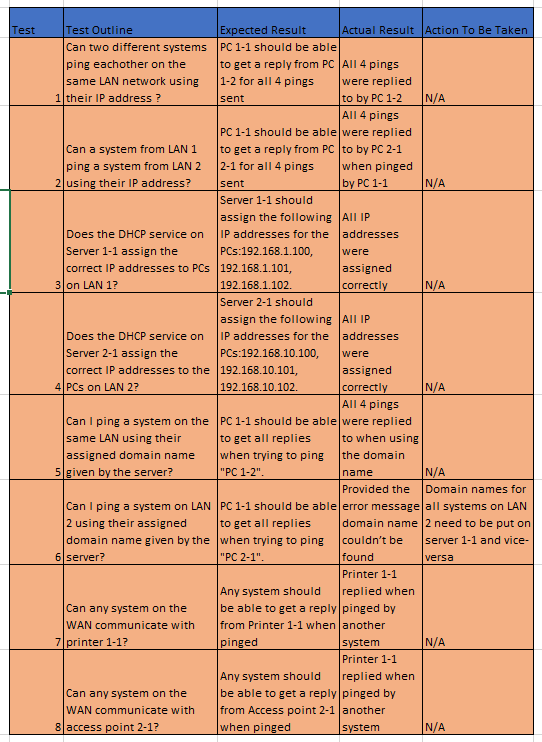 Test Test Outline Expected Result Actual Result Action To Be Taken
1
Can two different systems
ping eachother on the
same LAN network using
their IP address ?
PC 1-1 should be able
to get a reply from PC
1-2 for all 4 pings
sent
All 4 pings
were replied
to by PC 1-2
N/A
2
Can a system from LAN 1
ping a system from LAN 2
using their IP address?
PC 1-1 should be able
to get a reply from PC
2-1 for all 4 pings
sent
All 4 pings
were replied
to by PC 2-1
when pinged
by PC 1-1
N/A
3
Does the DHCP service on
Server 1-1 assign the
correct IP addresses to PCs
on LAN 1?
Server 1-1 should
assign the following
IP addresses for the
PCs:192.168.1.100,
192.168.1.101,
192.168.1.102.
All IP
addresses
were
assigned
correctly
N/A
4
Does the DHCP service on
Server 2-1 assign the
correct IP addresses to the
PCs on LAN 2?
Server 2-1 should
assign the following
IP addresses for the
PCs:192.168.10.100,
192.168.10.101,
192.168.10.102.
All IP
addresses
were
assigned
correctly
N/A
5
Can I ping a system on the
same LAN using their
assigned domain name
given by the server?
PC 1-1 should be able
to get all replies
when trying to ping
"PC 1-2".
All 4 pings
were replied
to when using
the domain
name
N/A
6
Can I ping a system on LAN
2 using their assigned
domain name given by the
server?
PC 1-1 should be able
to get all replies
when trying to ping
"PC 2-1".
Provided the
error message
domain name
couldn't be
found
Domain names for
all systems on LAN
2 need to be put on
server 1-1 and vice-
versa
7
Can any system on the
WAN communicate with
printer 1-1?
Any system should
be able to get a reply
from Printer 1-1 when
pinged
Printer 1-1
replied when
pinged by
another
system
N/A
8
Can any system on the
WAN communicate with
access point 2-1?
Any system should
be able to get a reply
from Access point 2-1
when pinged
Printer 1-1
replied when
pinged by
another
system
N/A